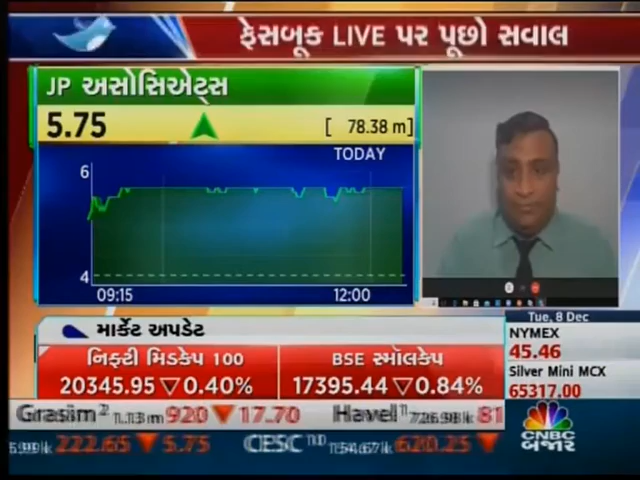 ફેસબૂક LIVE પર પૂછો સવાલ
JP અસોસિએટ્સ
5.75 [ 78.38 m]
TODAY
6
4
09:15 12:00
માર્કેટ અપડેટ
નિફ્ટી મિડકેપ 100
20345.95 0.40%
BSE સ્મૉલકેપ
17395.44 0.84%
Tue, 8 Dec
NYMEX
45.46
Silver Mini MCX
65317.00
Grasim 920 17.70 Havel 81
222.65 5.75 CESC 620.25
CNBC
બજાર